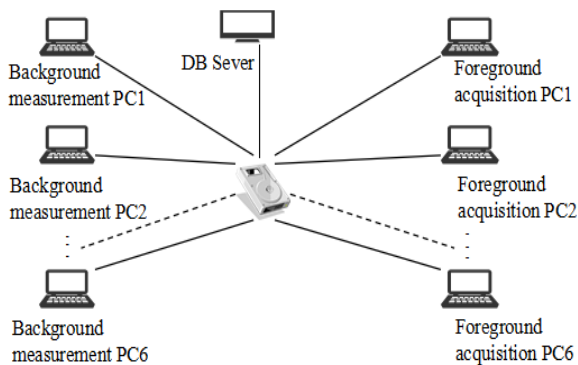 DB Sever
Background
measurement PC1
Foreground
acquisition PC1
Background
measurement PC2
Foreground
acquisition PC2
Background
measurement PC6
Foreground
acquisition PC6